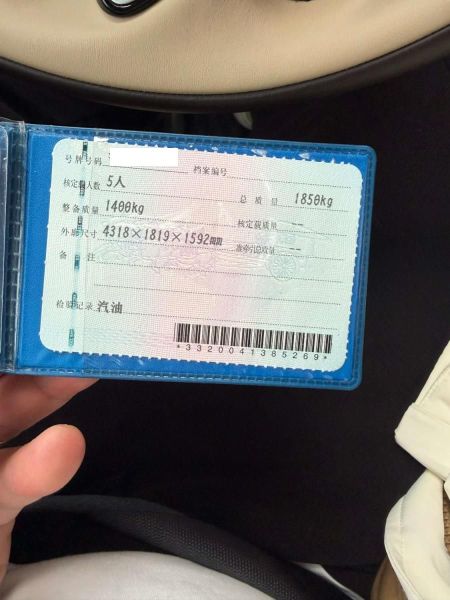 号牌号码
档案编号
核定载人数 5人 总质量 1850kg
整备质量 1400kg 核定载质量 --
外廓尺寸 4318×1819×1592mm 准牵引总质量 --
备注
检验记录 汽油
*3320041385269*